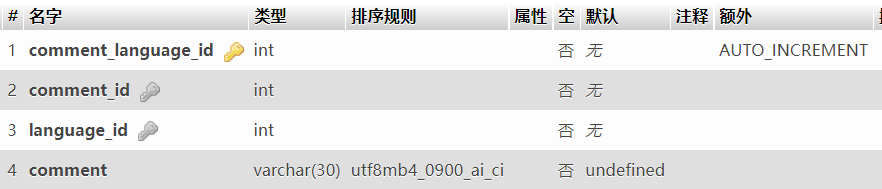 # 名字 类型 排序规则 属性 空 默认 注释 额外
1 comment_language_id int 否 无 AUTO_INCREMENT
2 comment_id int 否 无
3 language_id int 否 无
4 comment varchar(30) utf8mb4_0900_ai_ci 否 undefined